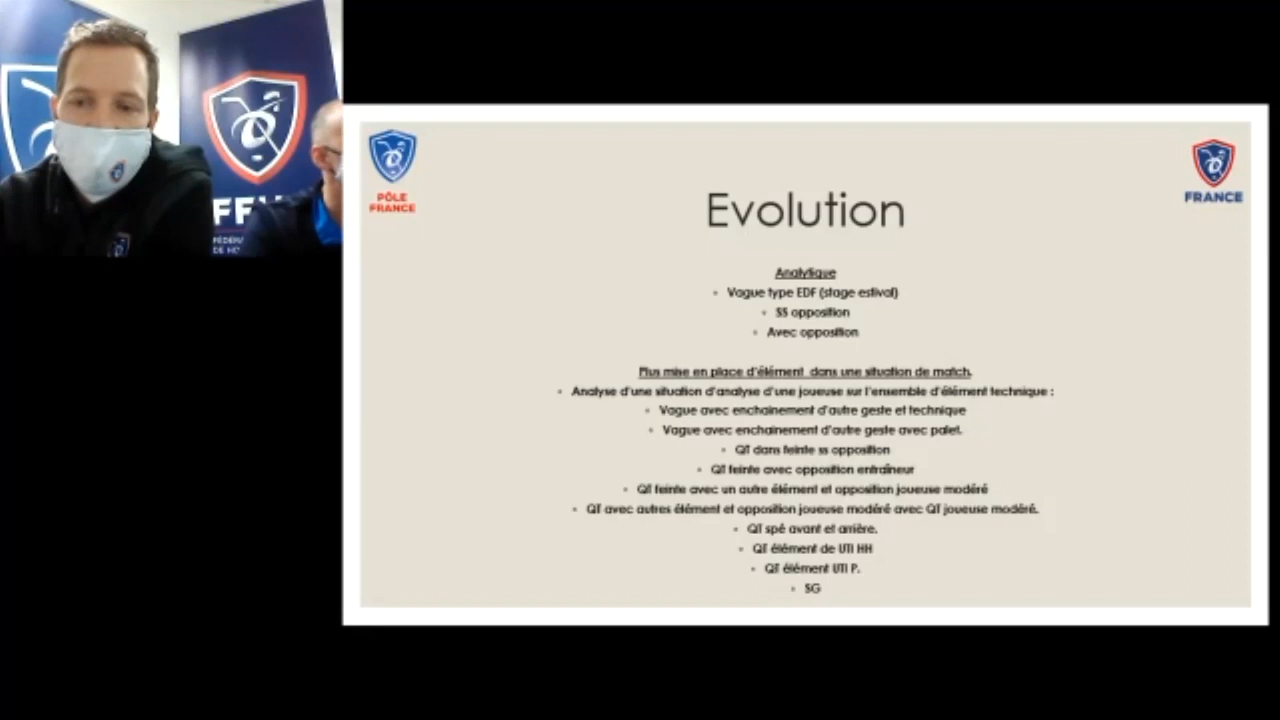 PÔLE
FRANCE
FRANCE
Evolution
Analytique
Vague type EDF (stage estival)
SS opposition
Avec opposition
Plus mise en place d'élément dans une situation de match.
Analyse d'une situation d'analyse d'une joueuse sur l'ensemble d'élément technique :
Vague avec enchainement d'autre geste et technique
Vague avec enchainement d'autre geste avec palet.
QT dans feinte ss opposition
QT feinte avec opposition entraîneur
QT feinte avec un autre élément et opposition joueuse modéré
QT avec autres élément et opposition joueuse modéré avec QT joueuse modéré.
QT spé avant et arrière.
QT élément de UTI HH
QT élément UTI P.
SG